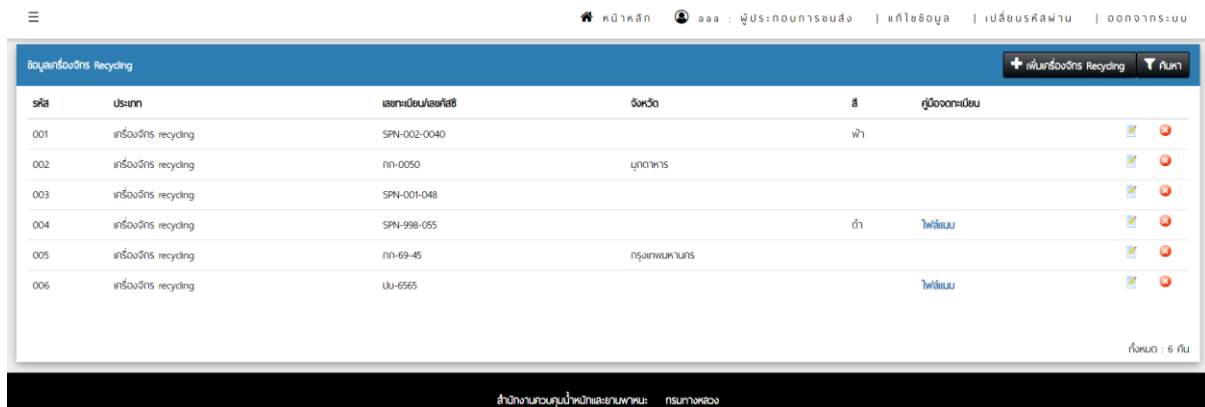 หน้าหลัก aaa : ผู้ประกอบการขนส่ง | แก้ไขข้อมูล | เปลี่ยนรหัสผ่าน | ออกจากระบบ
ข้อมูลเครื่องจักร Recycling เพิ่มเครื่องจักร Recycling ค้นหา
รหัส ประเภท เลขทะเบียน/เลขคัสซี จังหวัด สี คู่มือจดทะเบียน
001 เครื่องจักร recycling SPN-002-0040 ฟ้า
002 เครื่องจักร recycling กก-0050 มุกดาหาร
003 เครื่องจักร recycling SPN-001-048
004 เครื่องจักร recycling SPN-998-055 ดำ ไฟล์แนบ
005 เครื่องจักร recycling กก-69-45 กรุงเทพมหานคร
006 เครื่องจักร recycling ปบ-6565 ไฟล์แนบ
ทั้งหมด : 6 คัน
สำนักงานควบคุมน้ำหนักและยานพาหนะ กรมทางหลวง